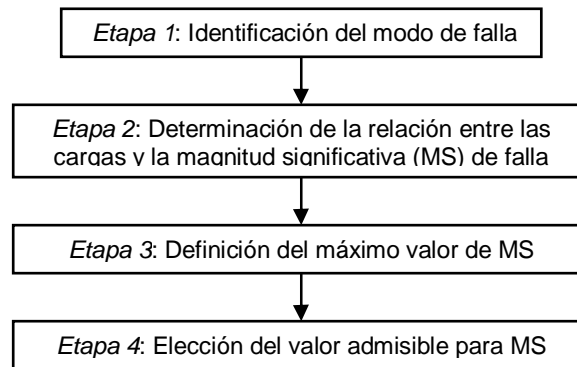 Etapa 1: Identificación del modo de falla
Etapa 2: Determinación de la relación entre las
cargas y la magnitud significativa (MS) de falla
Etapa 3: Definición del máximo valor de MS
Etapa 4: Elección del valor admisible para MS